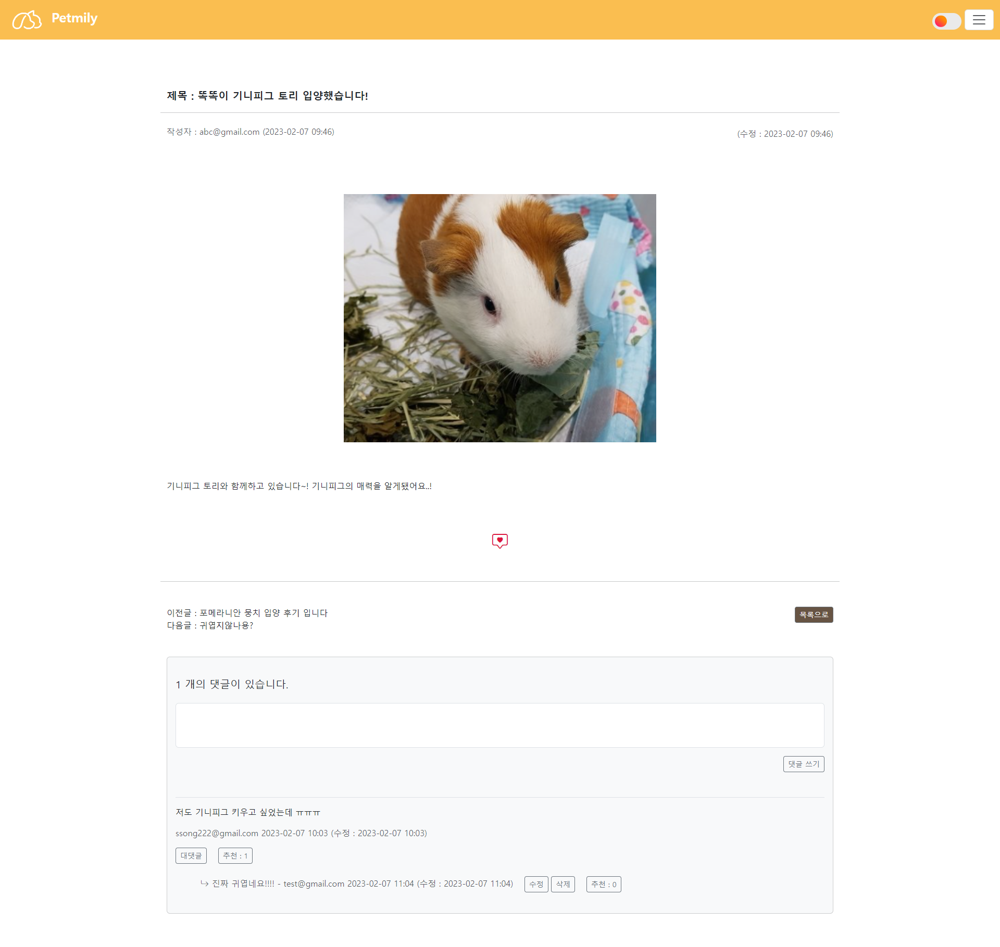 Petmily
제목 : 똑똑이 기니피그 토리 입양했습니다!
작성자 : abc@gmail.com (2023-02-07 09:46)
(수정 : 2023-02-07 09:46)
기니피그 토리와 함께하고 있습니다~! 기니피그의 매력을 알게됐어요..!
이전글 : 포메라니안 뭉치 입양 후기 입니다
목록으로
다음글 : 귀엽지않나용?
1 개의 댓글이 있습니다.
댓글 쓰기
저도 기니피그 키우고 싶었는데 ㅠㅠㅠ
ssong222@gmail.com 2023-02-07 10:03 (수정 : 2023-02-07 10:03)
대댓글 추천 : 1
진짜 귀엽네요!!!! - test@gmail.com 2023-02-07 11:04 (수정 : 2023-02-07 11:04) 수정 삭제 추천 : 0